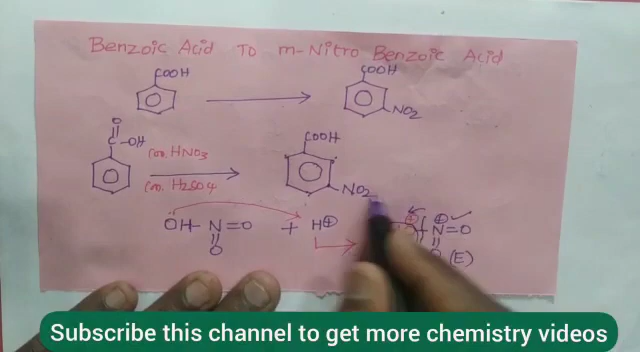 Benzoic Acid To m-Nitro Benzoic Acid
COOH COOH
NO2
O
C-OH
con. HNO3
con. H2SO4
COOH
NO2
ÖH-N=O + H⊕ ⊕ ⊕
N=O
O O (E)
Subscribe this channel to get more chemistry videos